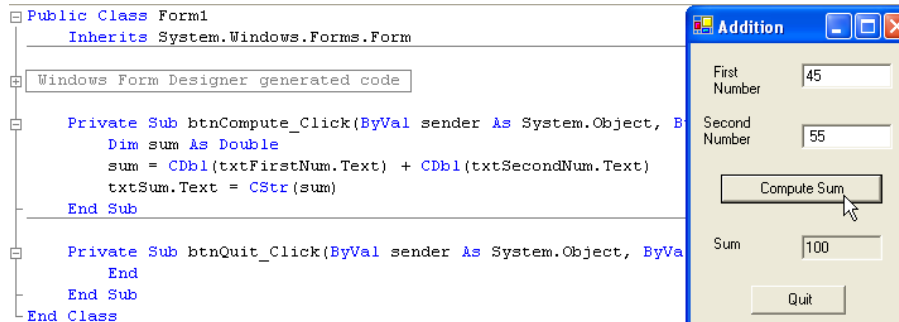 Public Class Form1
Inherits System.Windows.Forms.Form
Windows Form Designer generated code
Private Sub btnCompute_Click(ByVal sender As System.Object,
Dim sum As Double
sum = CDbl(txtFirstNum.Text) + CDbl(txtSecondNum.Text)
txtSum.Text = CStr(sum)
End Sub
Private Sub btnQuit_Click(ByVal sender As System.Object, ByVa
End
End Sub
End Class
Addition
First
Number
45
Second
Number
55
Compute Sum
Sum
100
Quit